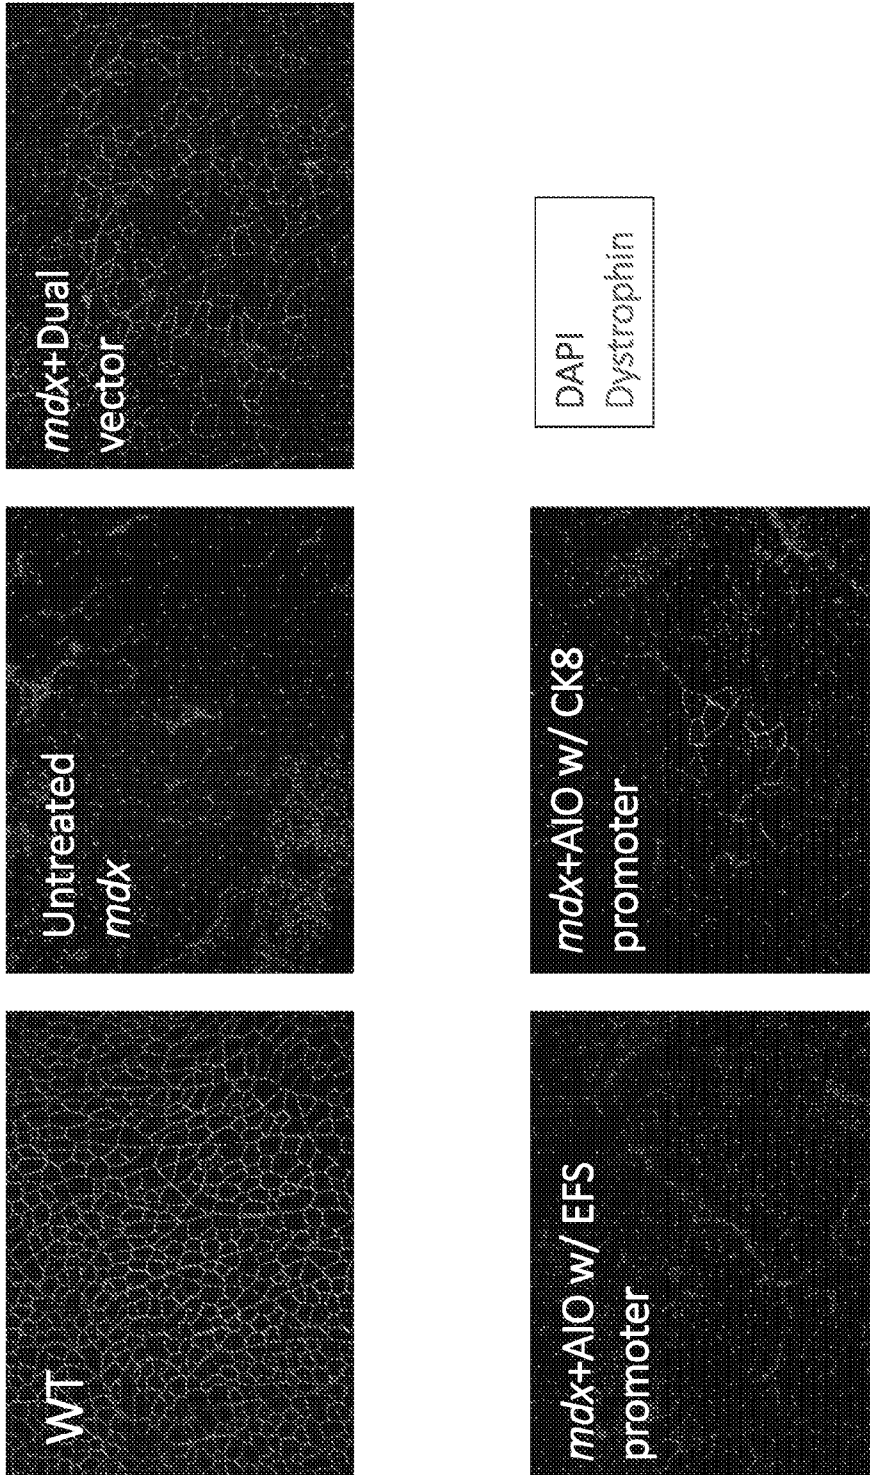 WT
Untreated
mdx
mdx+Dual
vector
mdx+AIO w/ EFS
promoter
mdx+AIO w/ CK8
promoter
DAPI
Dystrophin